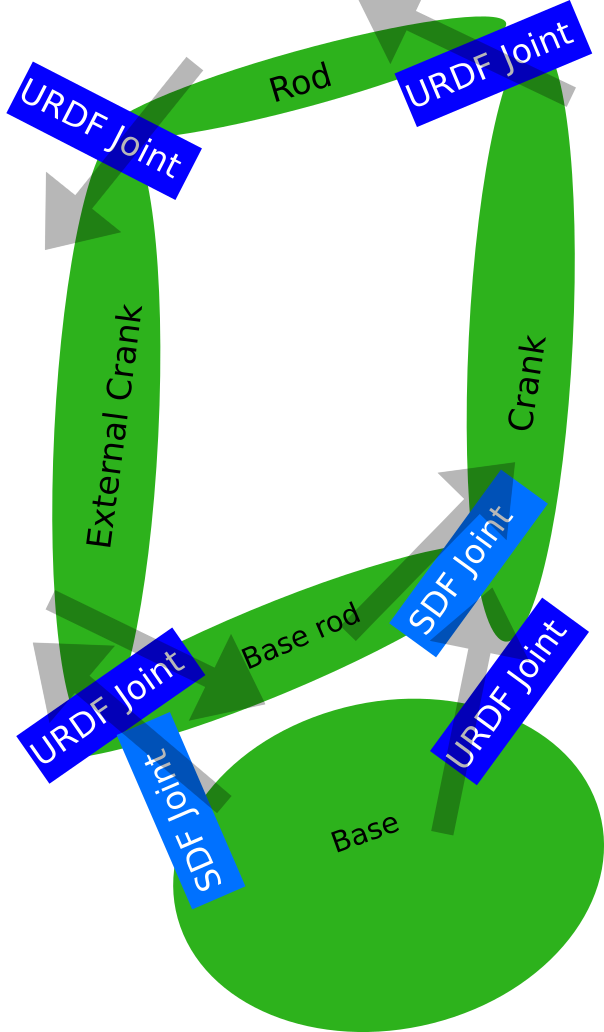 URDF Joint
Rod
URDF Joint
External Crank
Crank
SDF Joint
Base rod
URDF Joint
URDF Joint
SDF Joint
Base